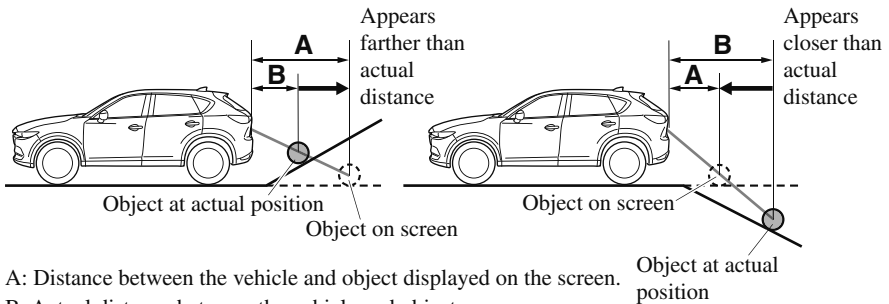 Appears
farther than
actual
distance
A
B
Object at actual position
Object on screen
Appears
closer than
actual
distance
B
A
Object on screen
Object at actual
position
A: Distance between the vehicle and object displayed on the screen.